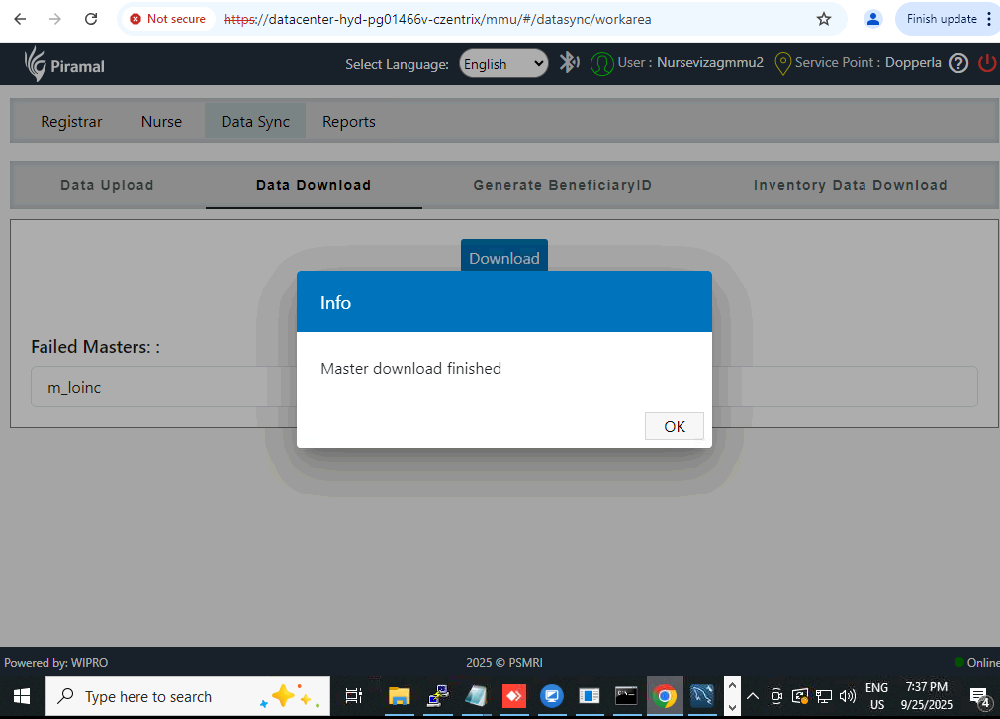 Not secure
https://datacenter-hyd-pg01466v-czentrix/mmu/#/datasync/workarea
Finish update
Piramal
Select Language:
English
User : Nursevizagmmu2
Service Point : Dopperla
Registrar
Nurse
Data Sync
Reports
Data Upload
Data Download
Generate BeneficiaryID
Inventory Data Download
Download
Info
Master download finished
OK
Failed Masters: :
m_loinc
Powered by: WIPRO
2025 © PSMRI
Online
Type here to search
ENG
US
7:37 PM
9/25/2025
4